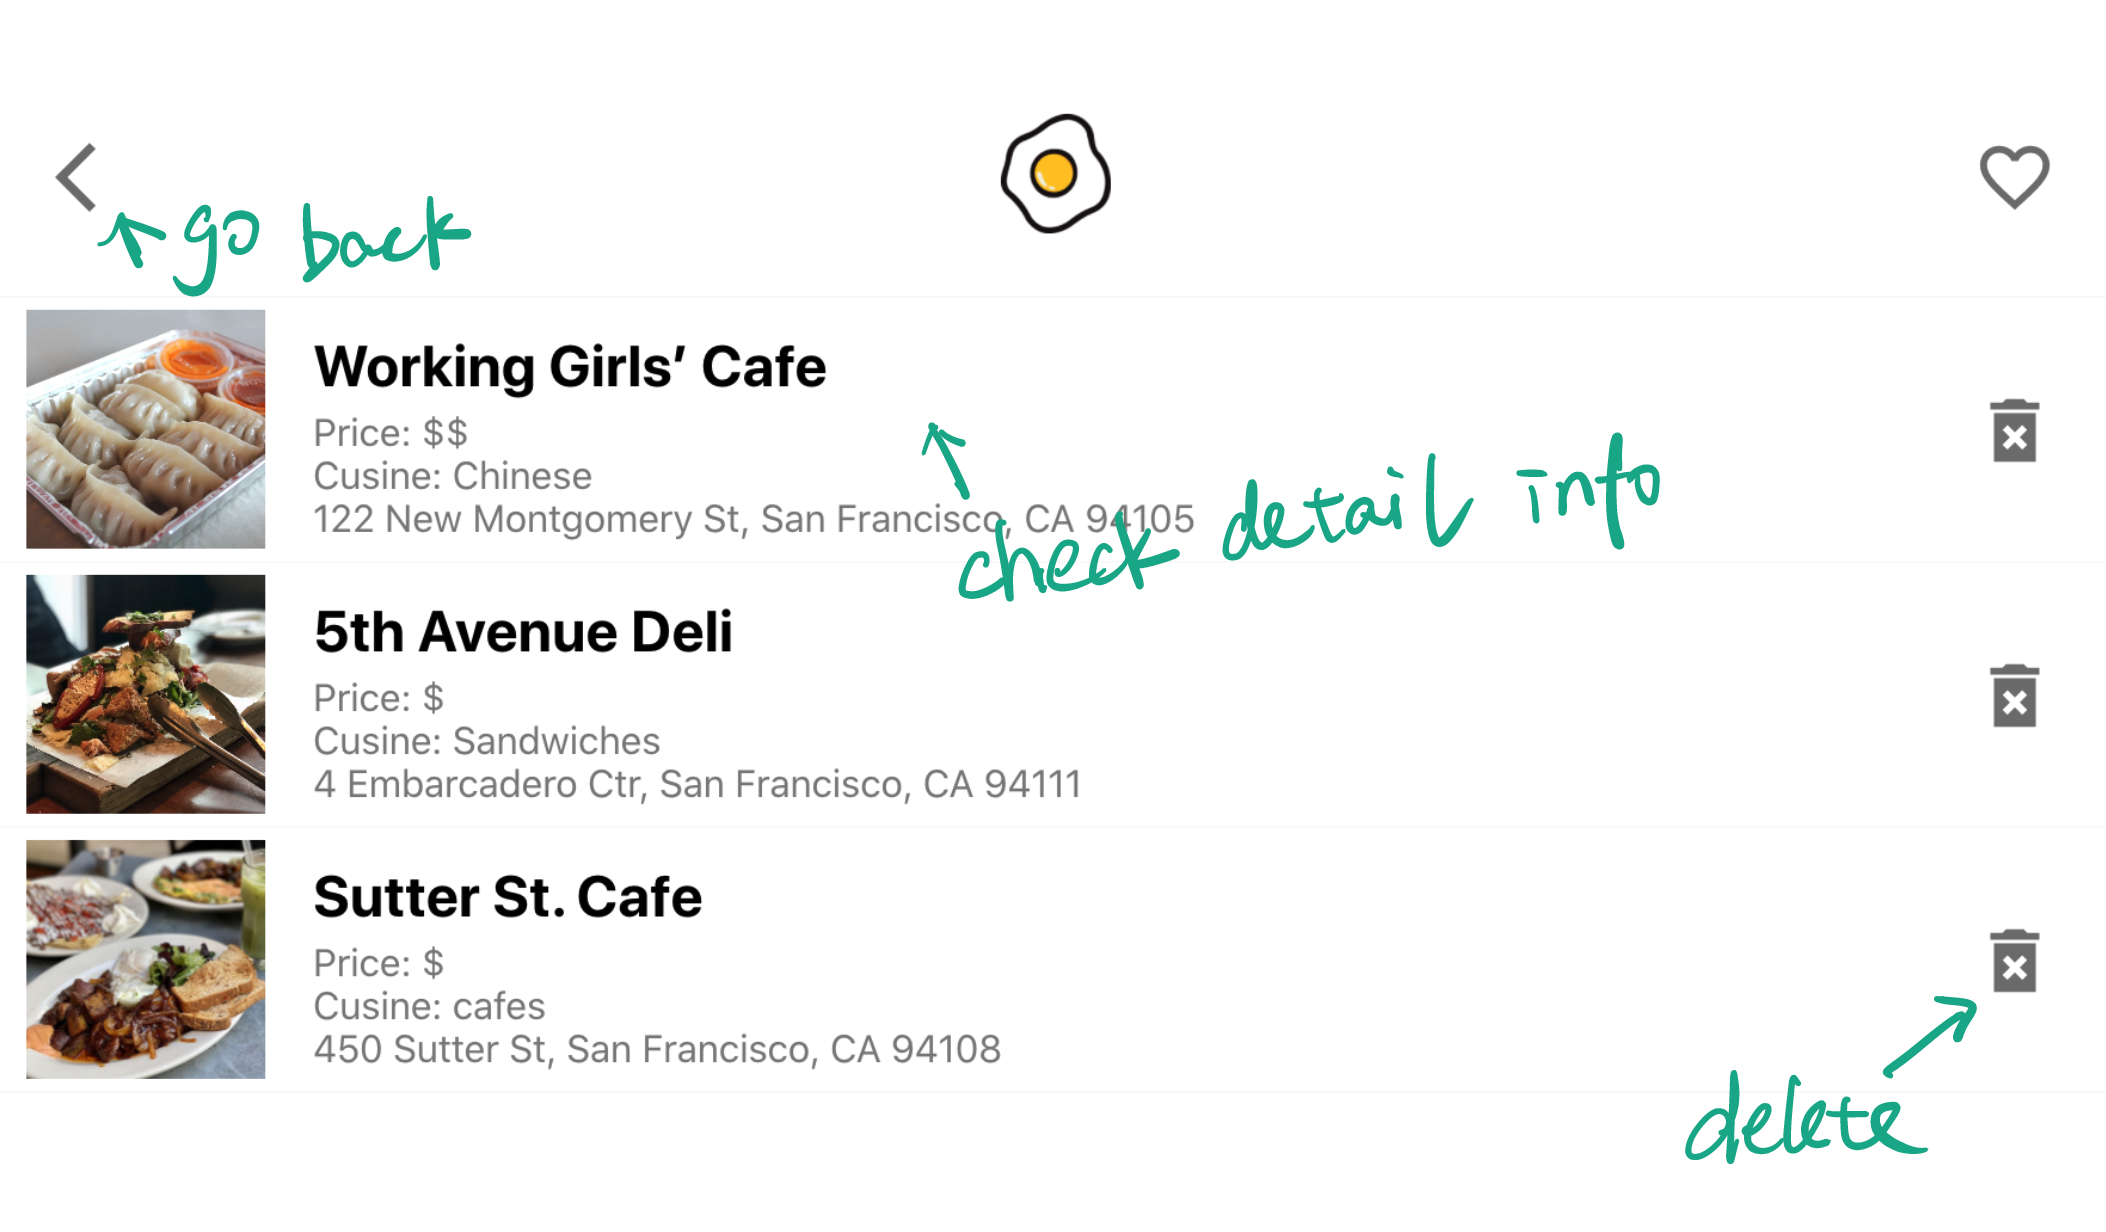 go back
Working Girls’ Cafe
Price: $$
Cusine: Chinese
122 New Montgomery St, San Francisco, CA 94105
check detail info
5th Avenue Deli
Price: $
Cusine: Sandwiches
4 Embarcadero Ctr, San Francisco, CA 94111
Sutter St. Cafe
Price: $
Cusine: cafes
450 Sutter St, San Francisco, CA 94108
delete